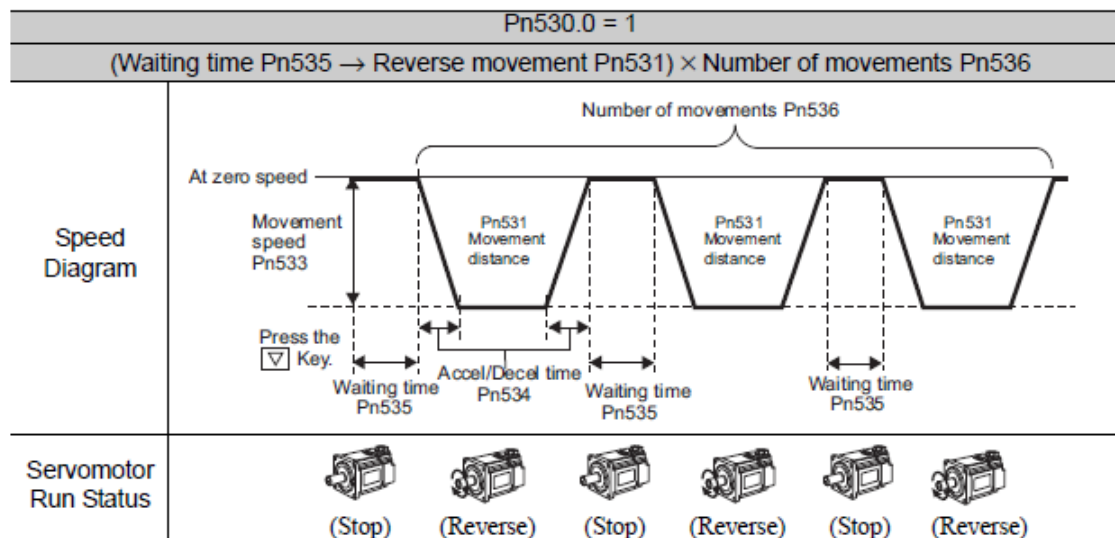 Pn530.0 = 1
(Waiting time Pn535 → Reverse movement Pn531) × Number of movements Pn536
Speed
Diagram
Number of movements Pn536
At zero speed
Movement
speed
Pn533
Pn531
Movement
distance
Pn531
Movement
distance
Pn531
Movement
distance
Press the
▽ Key.
Waiting time
Pn535
Accel/Decel time
Pn534
Waiting time
Pn535
Waiting time
Pn535
Servomotor
Run Status
(Stop)
(Reverse)
(Stop)
(Reverse)
(Stop)
(Reverse)